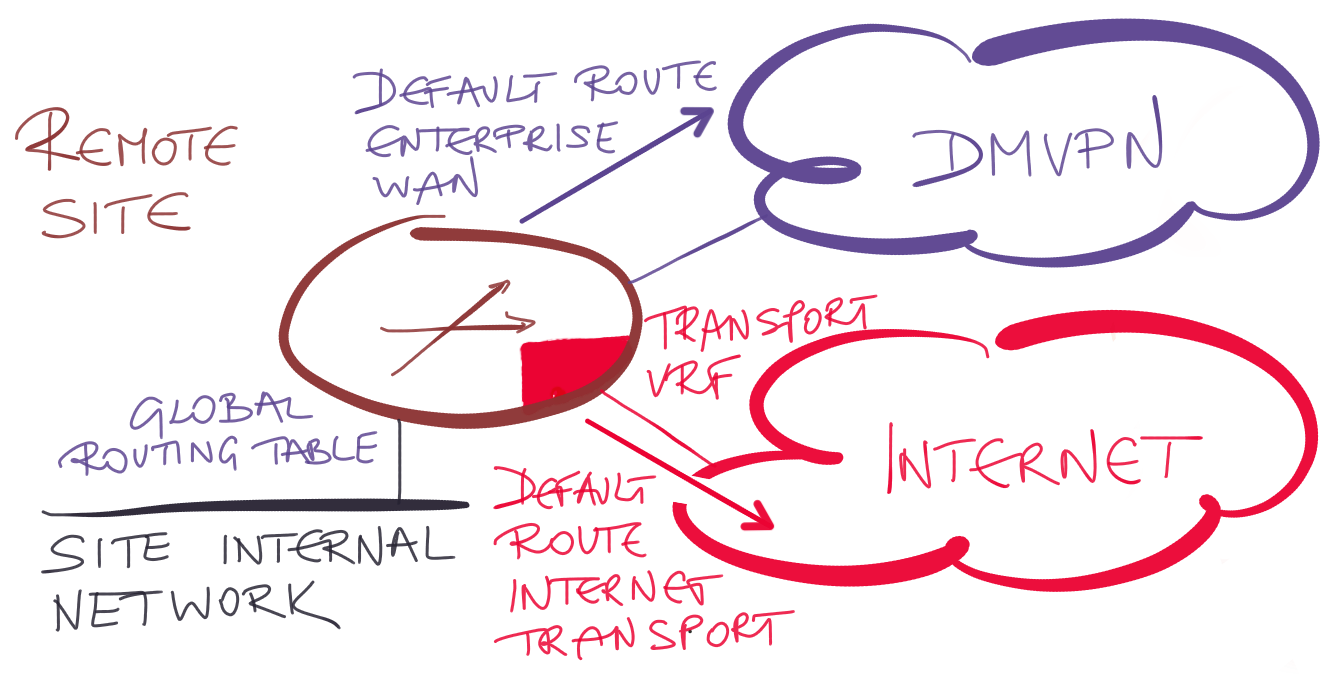 REMOTE
SITE
DEFAULT ROUTE
ENTERPRISE
WAN
DMVPN
TRANSPORT
VRF
GLOBAL
ROUTING TABLE
INTERNET
DEFAULT
ROUTE
INTERNET
TRANSPORT
SITE INTERNAL
NETWORK